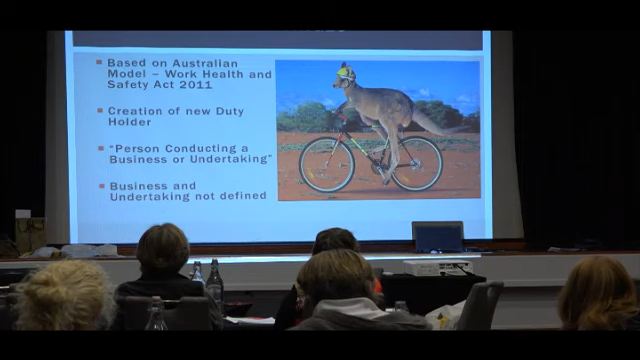 Based on Australian
Model – Work Health and
Safety Act 2011
Creation of new Duty
Holder
"Person Conducting a
Business or Undertaking"
Business and
Undertaking not defined